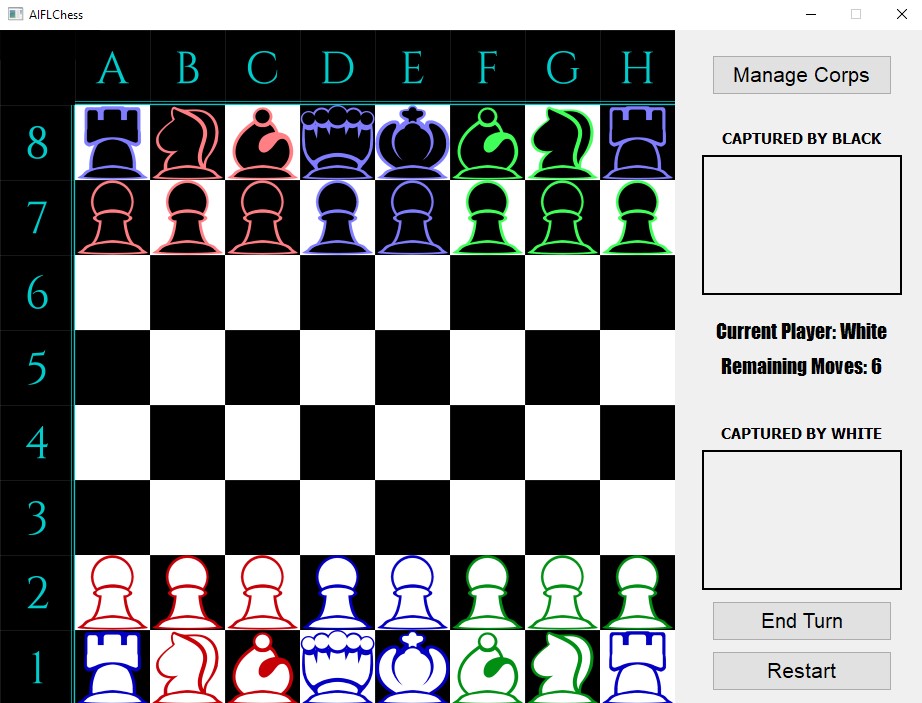 AIFLChess
A B C D E F G H
Manage Corps
8
CAPTURED BY BLACK
7
6
Current Player: White
5
Remaining Moves: 6
4
CAPTURED BY WHITE
3
2
End Turn
1
Restart